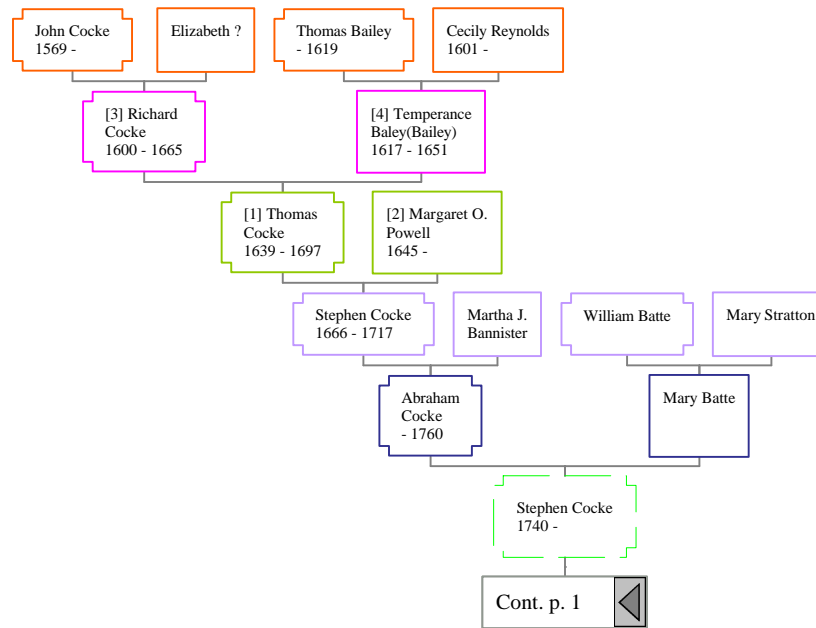 John Cocke
1569 -
Elizabeth ?
Thomas Bailey
- 1619
Cecily Reynolds
1601 -
[3] Richard
Cocke
1600 - 1665
[4] Temperance
Baley(Bailey)
1617 - 1651
[1] Thomas
Cocke
1639 - 1697
[2] Margaret O.
Powell
1645 -
Stephen Cocke
1666 - 1717
Martha J.
Bannister
William Batte
Mary Stratton
Abraham
Cocke
- 1760
Mary Batte
Stephen Cocke
1740 -
Cont. p. 1